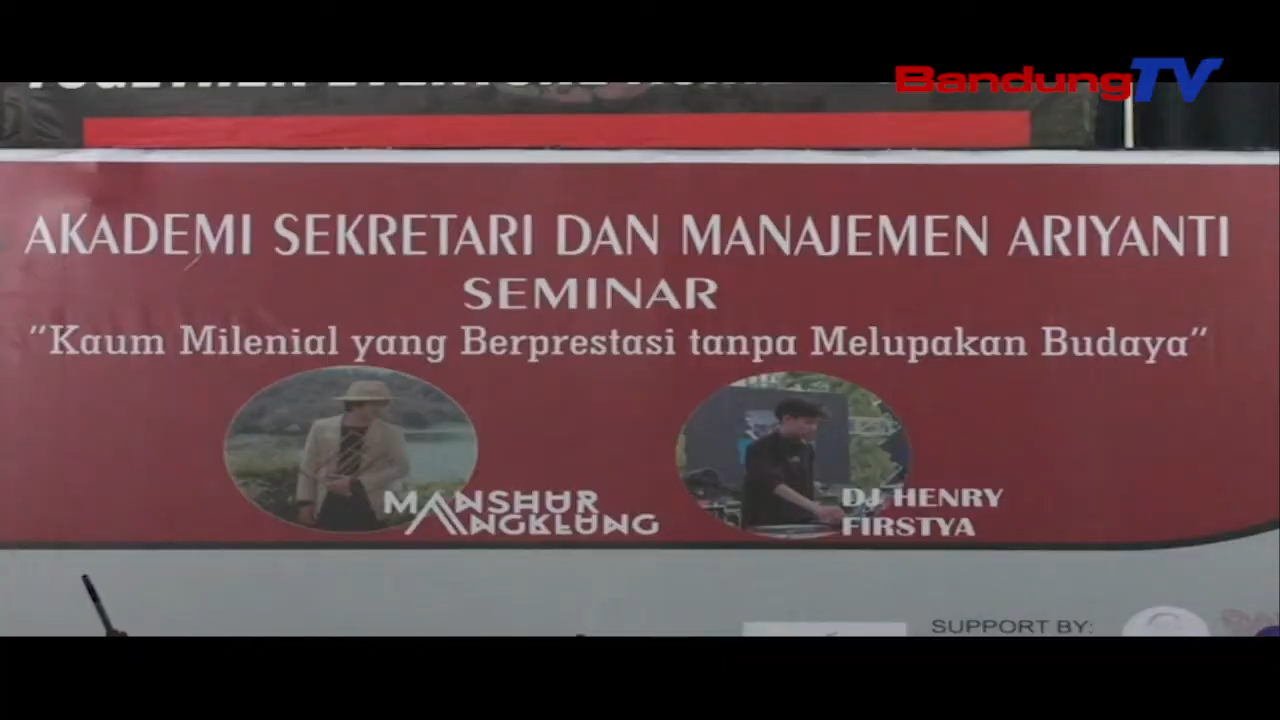 BandungTV
AKADEMI SEKRETARI DAN MANAJEMEN ARIYANTI
SEMINAR
"Kaum Milenial yang Berprestasi tanpa Melupakan Budaya"
MANSHUR
ANGKLUNG
DJ HENRY
FIRSTYA
SUPPORT BY: